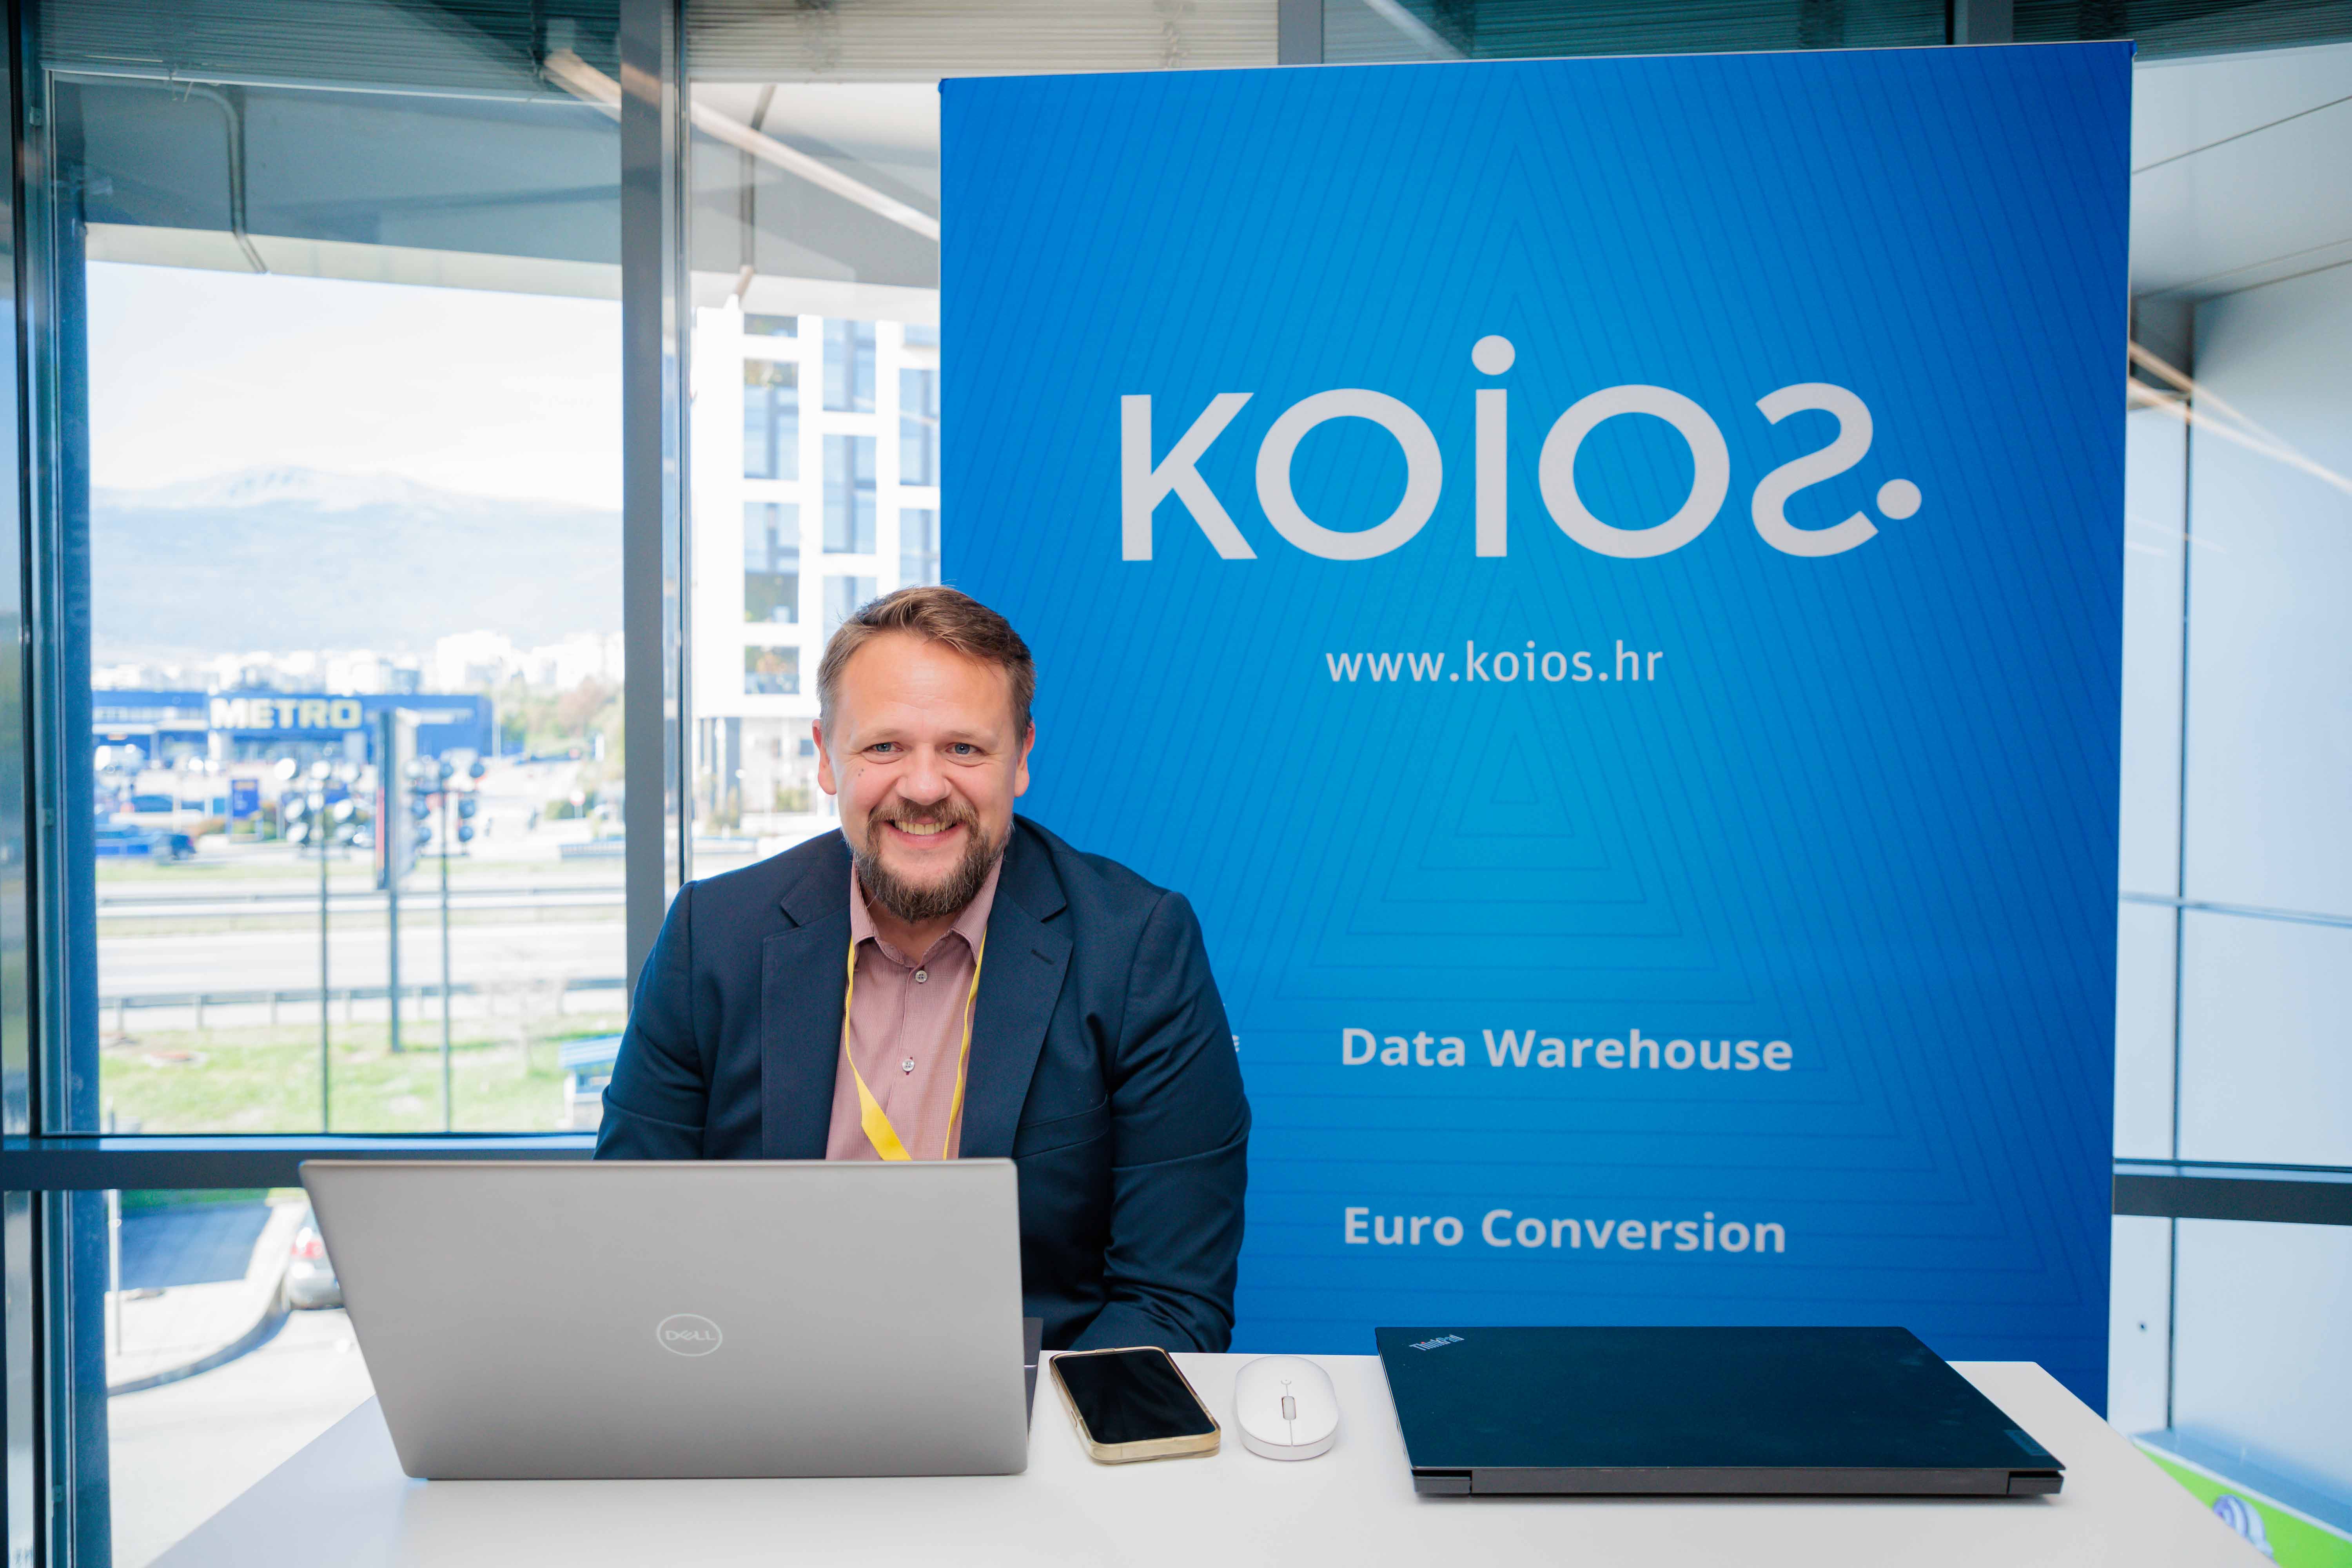 KOiOS.
www.koios.hr
METRO
Data Warehouse
Euro Conversion
DELL
ThinkPad